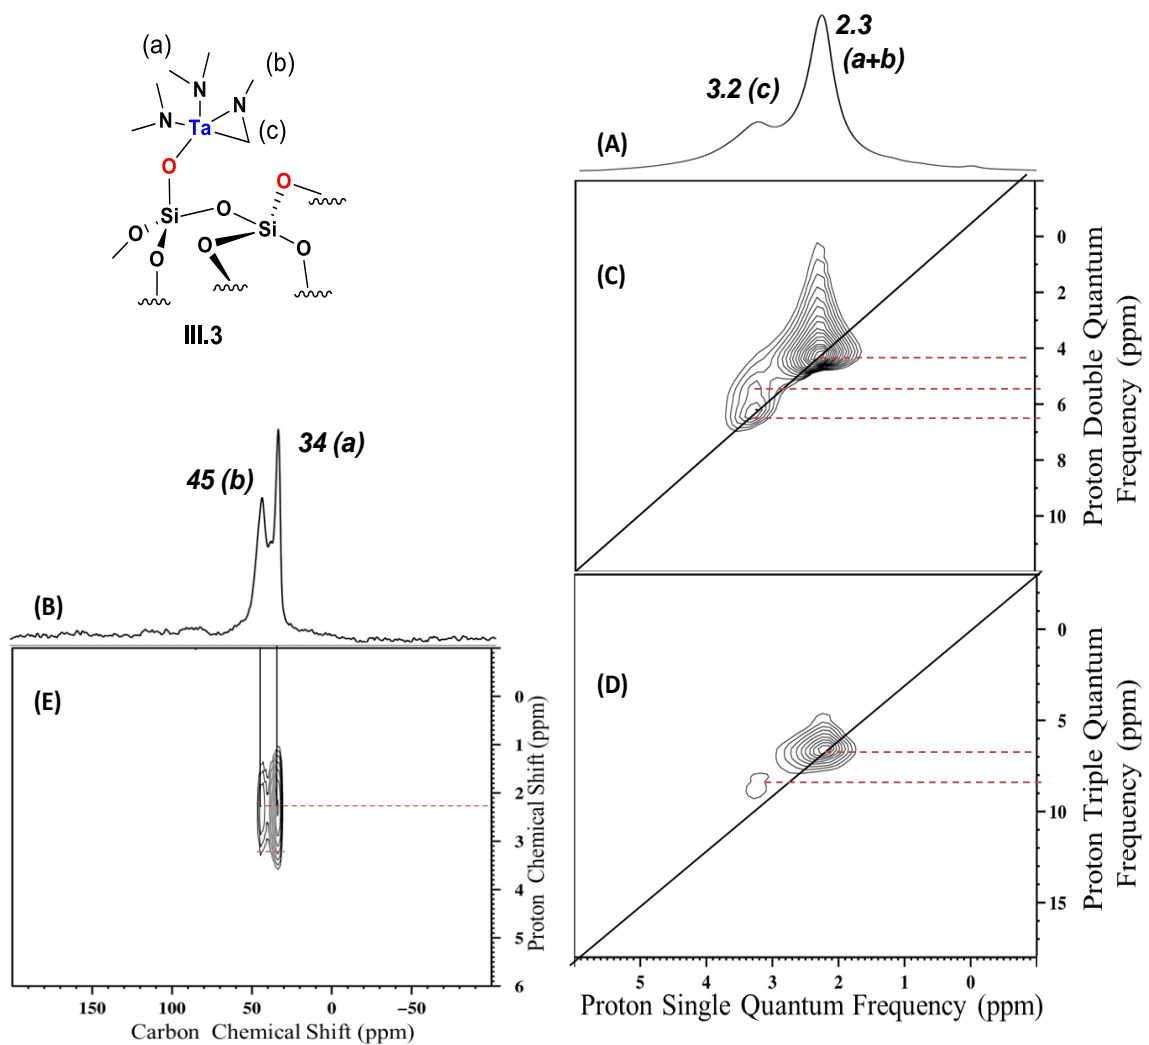 (a)
(b)
N
N
N
Ta
(c)
O
O
Si
O
Si
O
O
O
O
III.3
2.3
(a+b)
3.2 (c)
(A)
(C)
0
2
4
6
8
10
Proton Double Quantum
Frequency (ppm)
34 (a)
45 (b)
(B)
(E)
0
1
2
3
4
5
6
Proton Chemical Shift (ppm)
150
100
50
0
−50
Carbon Chemical Shift (ppm)
(D)
0
5
10
15
Proton Triple Quantum
Frequency (ppm)
5
4
3
2
1
0
Proton Single Quantum Frequency (ppm)